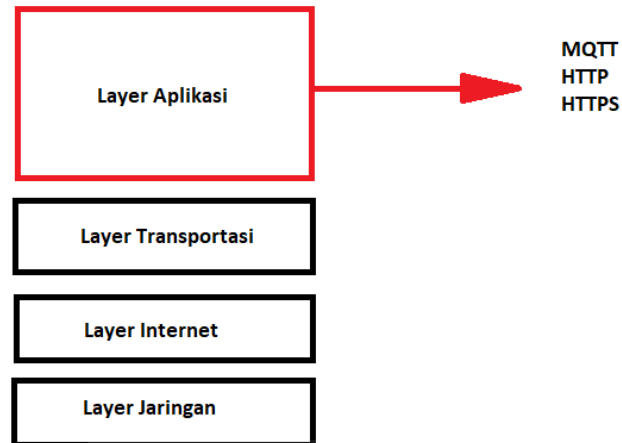 Layer Aplikasi
MQTT
HTTP
HTTPS
Layer Transportasi
Layer Internet
Layer Jaringan